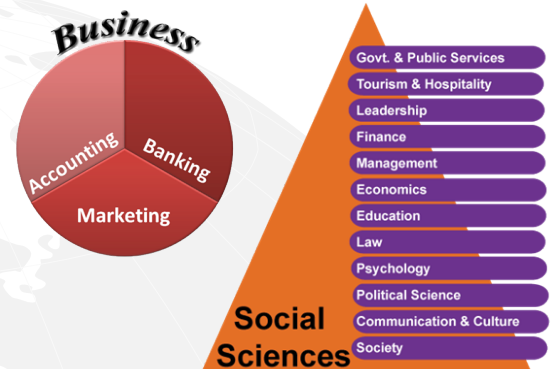 Business
Accounting
Banking
Marketing
Govt. & Public Services
Tourism & Hospitality
Leadership
Finance
Management
Economics
Education
Law
Psychology
Political Science
Communication & Culture
Society
Social
Sciences